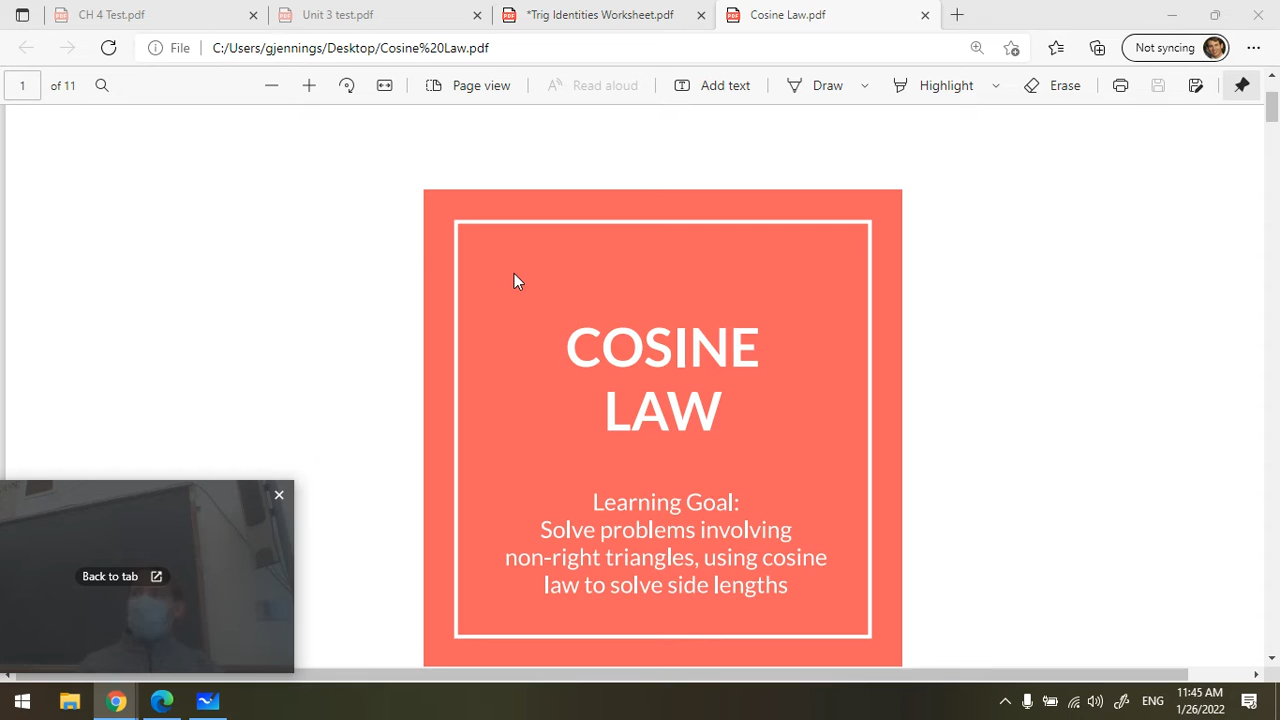 CH 4 Test.pdf
Unit 3 test.pdf
*Trig Identities Worksheet.pdf
Cosine Law.pdf
File
C:/Users/gjennings/Desktop/Cosine%20Law.pdf
Not syncing
1 of 11
Page view
Read aloud
Add text
Draw
Highlight
Erase
COSINE
LAW
Learning Goal:
Solve problems involving
non-right triangles, using cosine
law to solve side lengths
Back to tab
ENG
11:45 AM
1/26/2022